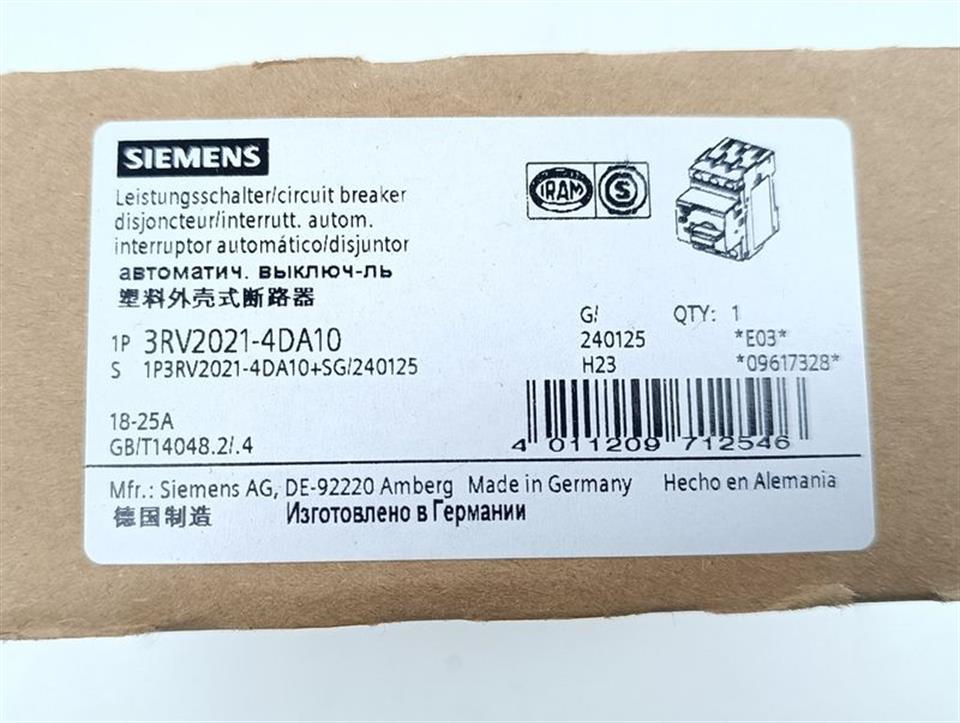 SIEMENS
Leistungsschalter/circuit breaker
disjoncteur/interrutt. autom.
interruptor automático/disjuntor
автоматич. выключ-ль
塑料外壳式断路器
IRAM S
G/ QTY: 1
1P 3RV2021-4DA10 240125 *E03*
S 1P3RV2021-4DA10+SG/240125 H23 *09617328*
18-25A
GB/T14048.2/.4
4 011209 712546
Mfr.: Siemens AG, DE-92220 Amberg Made in Germany Hecho en Alemania
德国制造 Изготовлено в Германии